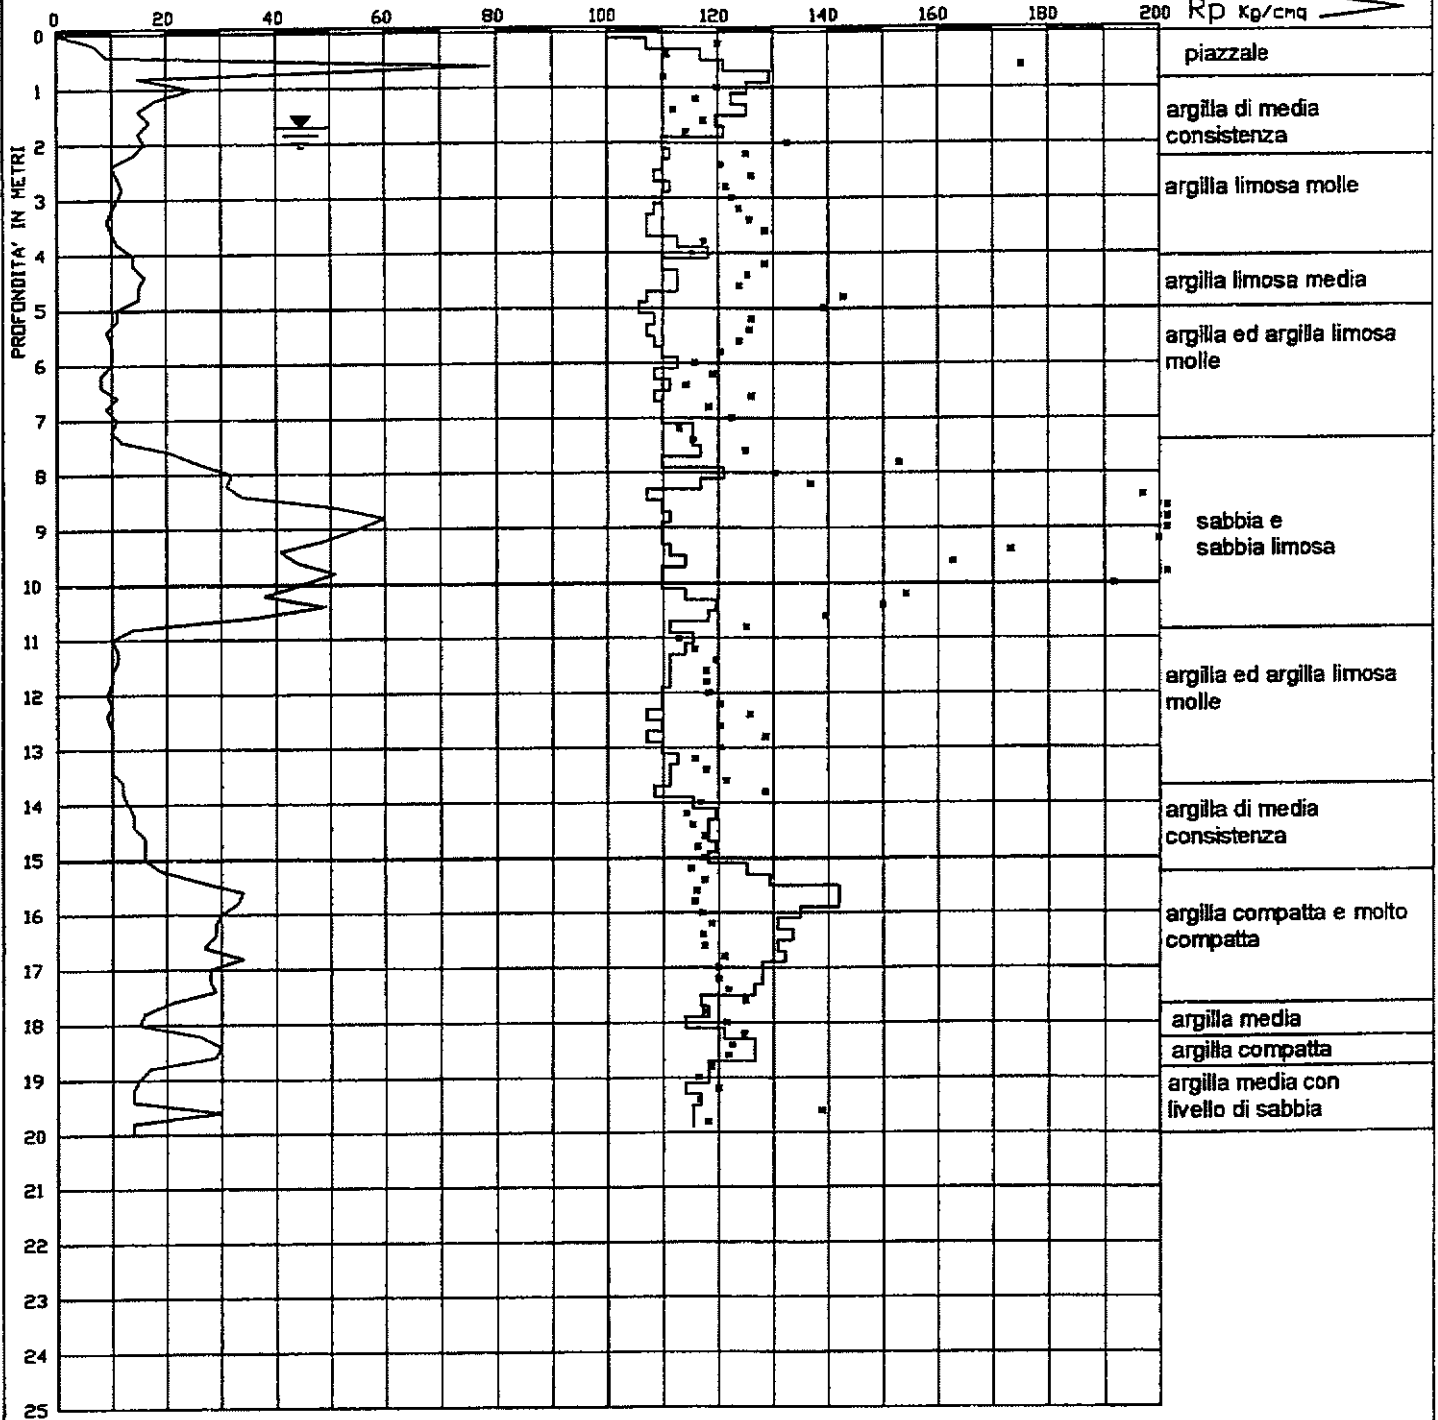 0 20 40 60 80 100 120 140 160 180 200 Rp Kg/cmq
PROFONDITA' IN METRI
0
1
2
3
4
5
6
7
8
9
10
11
12
13
14
15
16
17
18
19
20
21
22
23
24
25
piazzale
argilla di media
consistenza
argilla limosa molle
argilla limosa media
argilla ed argilla limosa
molle
sabbia e
sabbia limosa
argilla ed argilla limosa
molle
argilla di media
consistenza
argilla compatta e molto
compatta
argilla media
argilla compatta
argilla media con
livello di sabbia